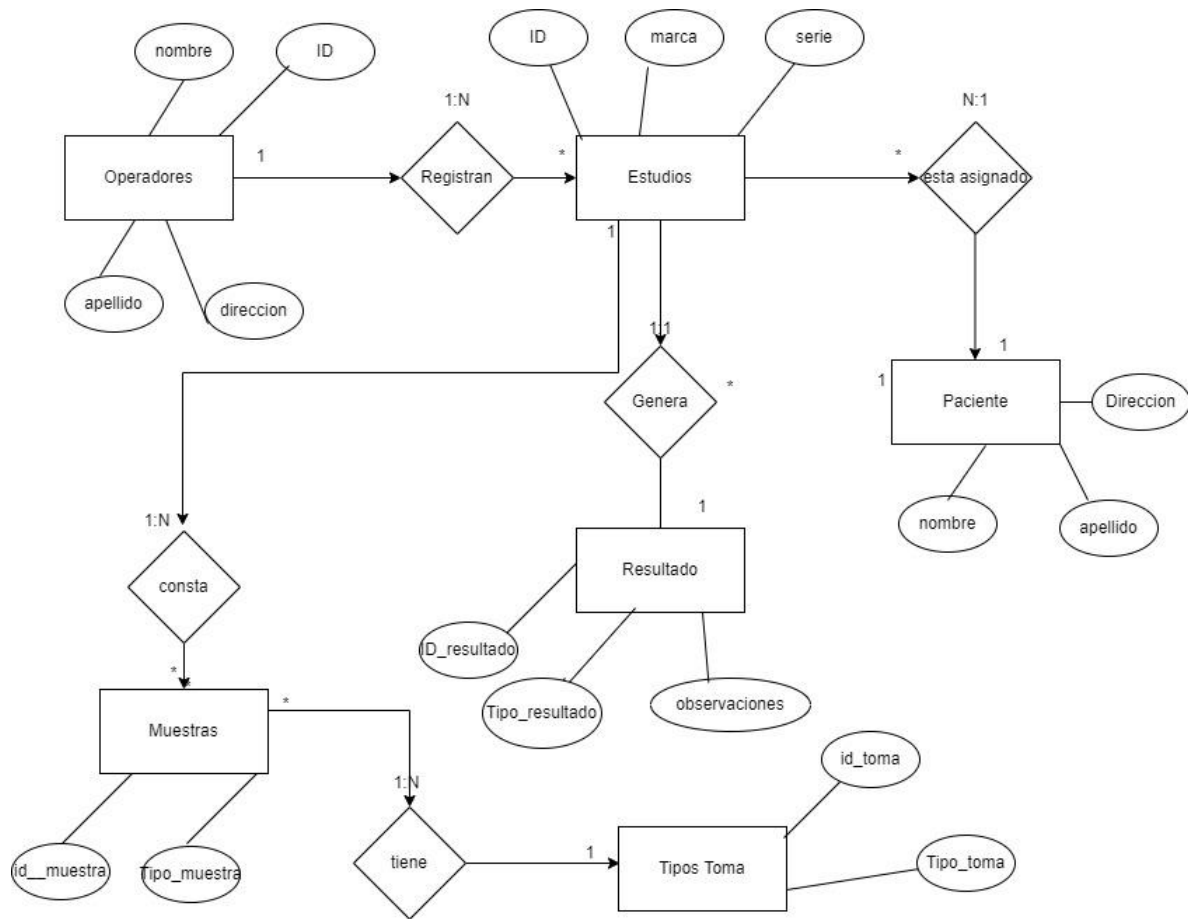 nombre
ID
ID
marca
serie
1:N
N:1
Operadores
1
Registran
*
Estudios
*
esta asignado
1
apellido
direccion
1:1
1
1
Genera
*
Paciente
Direccion
nombre
apellido
1:N
1
consta
Resultado
ID_resultado
*
*
*
Tipo_resultado
observaciones
Muestras
1:N
id_toma
id__muestra
Tipo_muestra
tiene
1
Tipos Toma
Tipo_toma